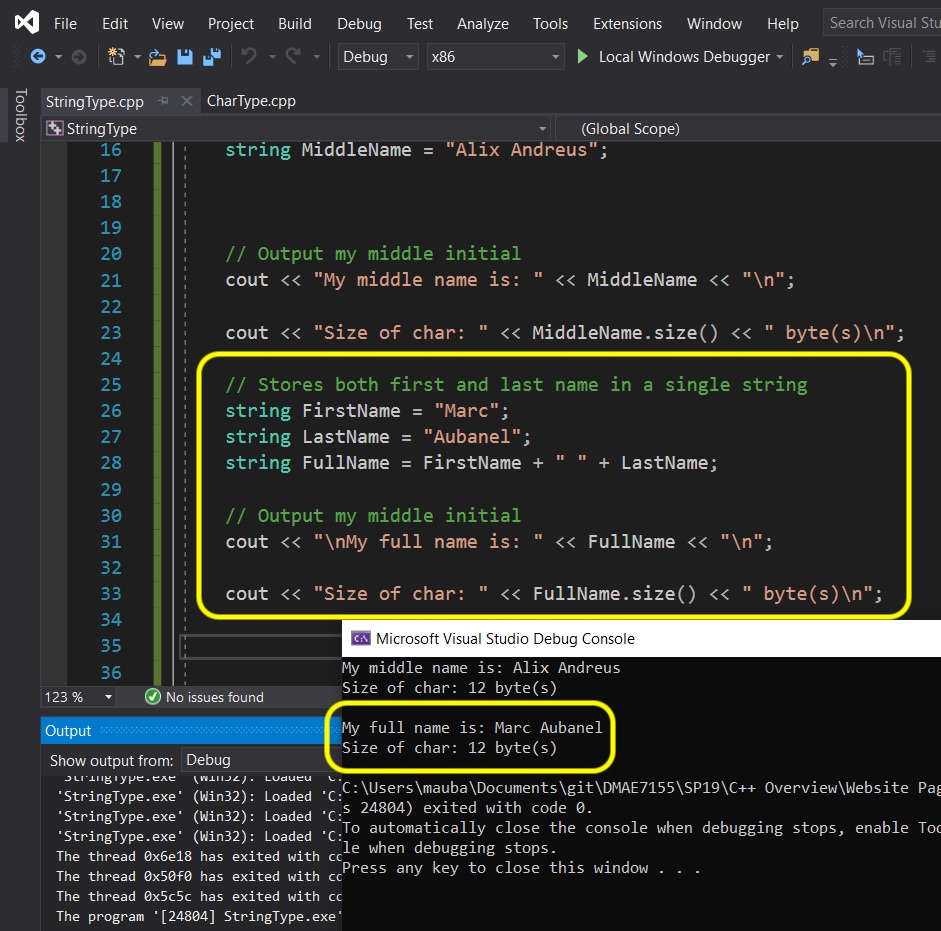 File Edit View Project Build Debug Test Analyze Tools Extensions Window Help Search Visual Stu
Debug x86 Local Windows Debugger
Toolbox
StringType.cpp CharType.cpp
StringType (Global Scope)
16 string MiddleName = "Alix Andreus";
17
18
19
20 // Output my middle initial
21 cout << "My middle name is: " << MiddleName << "\n";
22
23 cout << "Size of char: " << MiddleName.size() << " byte(s)\n";
24
25 // Stores both first and last name in a single string
26 string FirstName = "Marc";
27 string LastName = "Aubanel";
28 string FullName = FirstName + " " + LastName;
29
30 // Output my middle initial
31 cout << "\nMy full name is: " << FullName << "\n";
32
33 cout << "Size of char: " << FullName.size() << " byte(s)\n";
34
35
36
123 % No issues found
Output
Show output from: Debug
'StringType.exe' (Win32): Loaded 'C:
'StringType.exe' (Win32): Loaded 'C:
'StringType.exe' (Win32): Loaded 'C:
'StringType.exe' (Win32): Loaded 'C:
The thread 0x6e18 has exited with co
The thread 0x50f0 has exited with co
The thread 0x5c5c has exited with co
The program '[24804] StringType.exe'
Microsoft Visual Studio Debug Console
My middle name is: Alix Andreus
Size of char: 12 byte(s)
My full name is: Marc Aubanel
Size of char: 12 byte(s)
C:\Users\mauba\Documents\git\DMAE7155\SP19\C++ Overview\Website Pag
s 24804) exited with code 0.
To automatically close the console when debugging stops, enable Too
le when debugging stops.
Press any key to close this window . . .